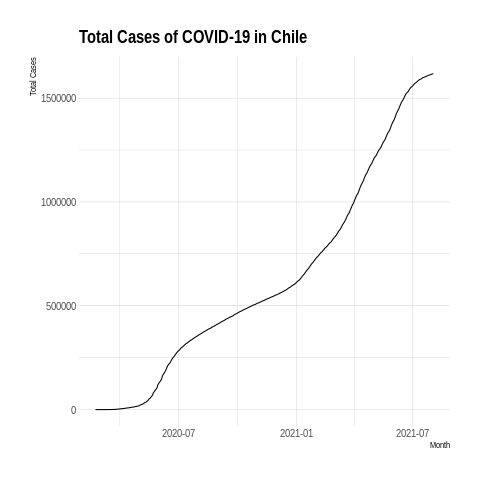 Total Cases of COVID-19 in Chile
Total Cases
1500000
1000000
500000
0
2020-07
2021-01
2021-07
Month